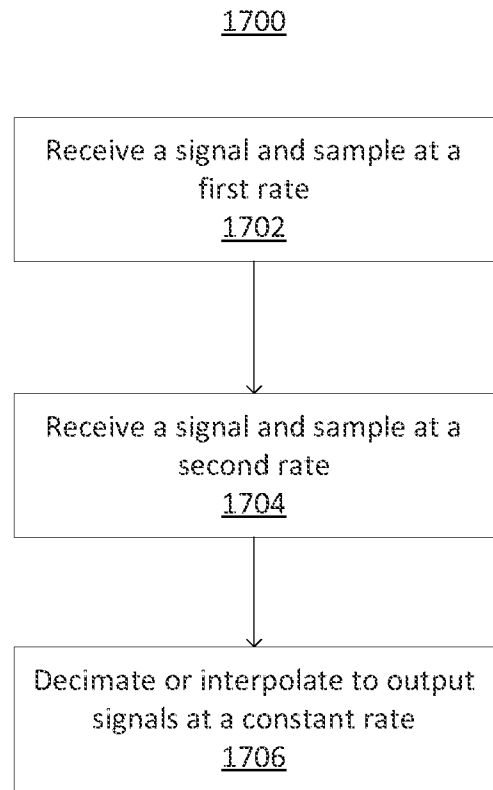 1700
Receive a signal and sample at a
first rate
1702
Receive a signal and sample at a
second rate
1704
Decimate or interpolate to output
signals at a constant rate
1706